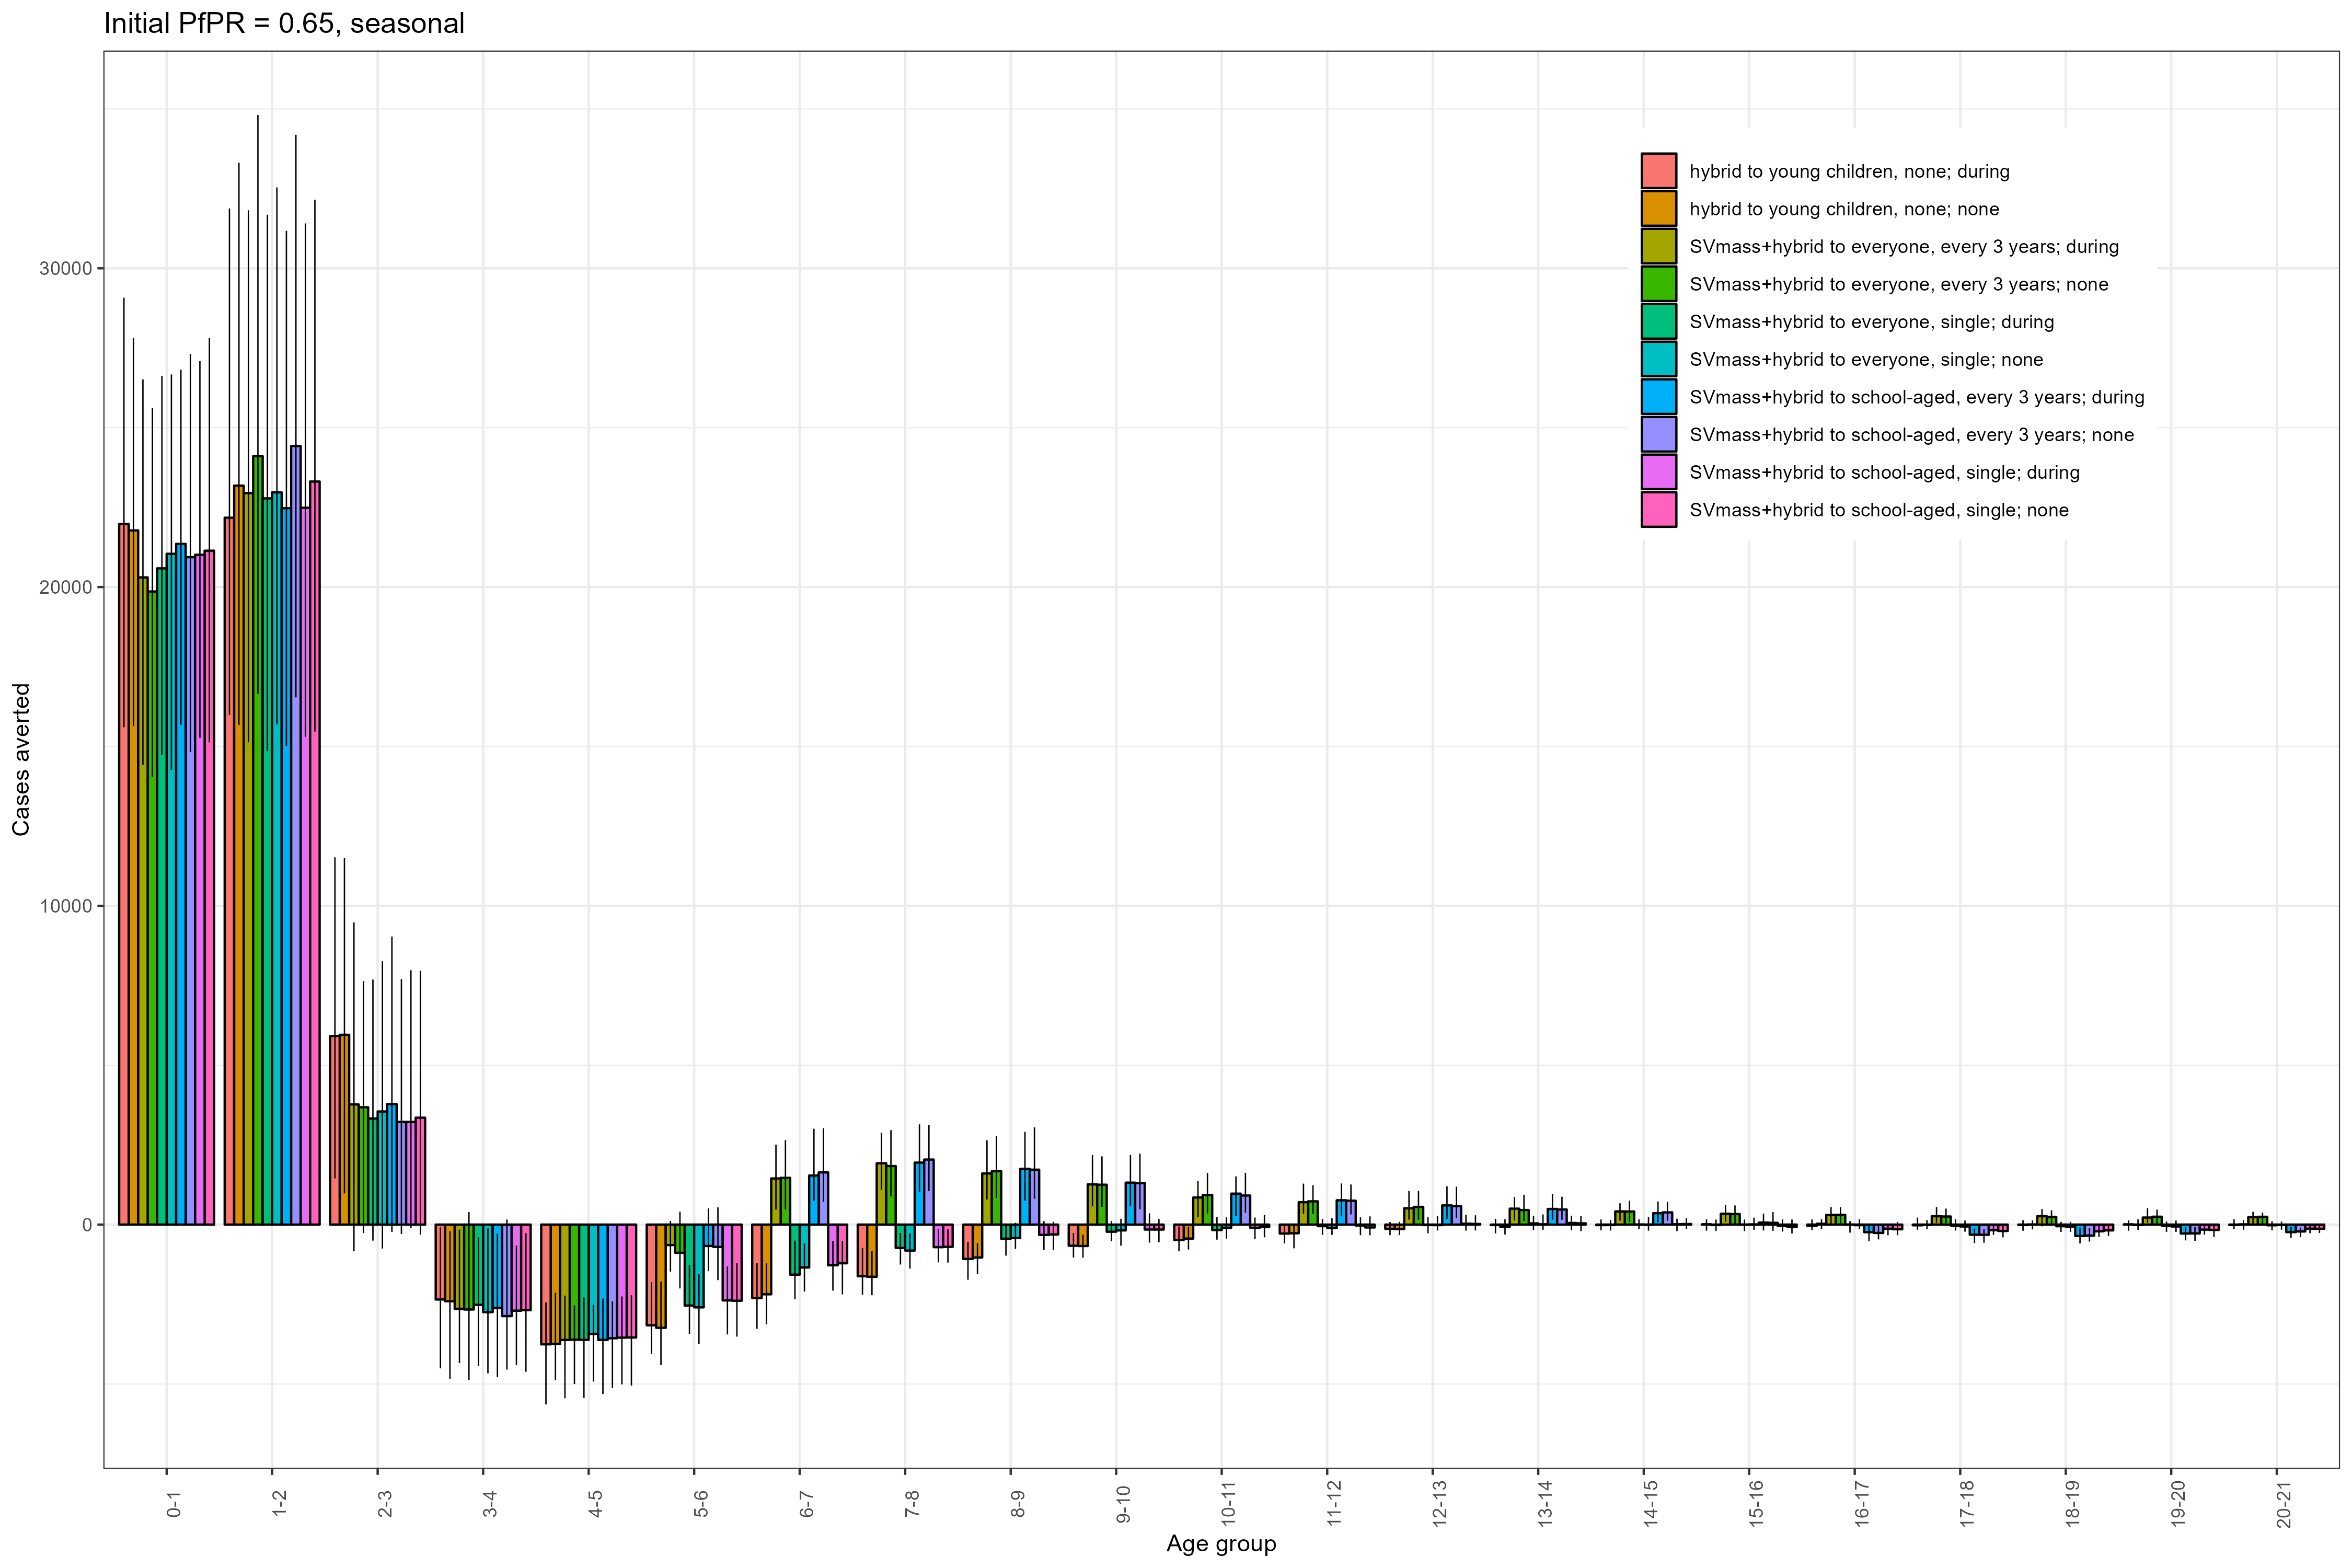 Initial PfPR = 0.65, seasonal
hybrid to young children, none; during
hybrid to young children, none; none
SVmass+hybrid to everyone, every 3 years; during
SVmass+hybrid to everyone, every 3 years; none
SVmass+hybrid to everyone, single; during
SVmass+hybrid to everyone, single; none
SVmass+hybrid to school-aged, every 3 years; during
SVmass+hybrid to school-aged, every 3 years; none
SVmass+hybrid to school-aged, single; during
SVmass+hybrid to school-aged, single; none
Cases averted
30000
20000
10000
0
0-1
1-2
2-3
3-4
4-5
5-6
6-7
7-8
8-9
9-10
10-11
11-12
12-13
13-14
14-15
15-16
16-17
17-18
18-19
19-20
20-21
Age group